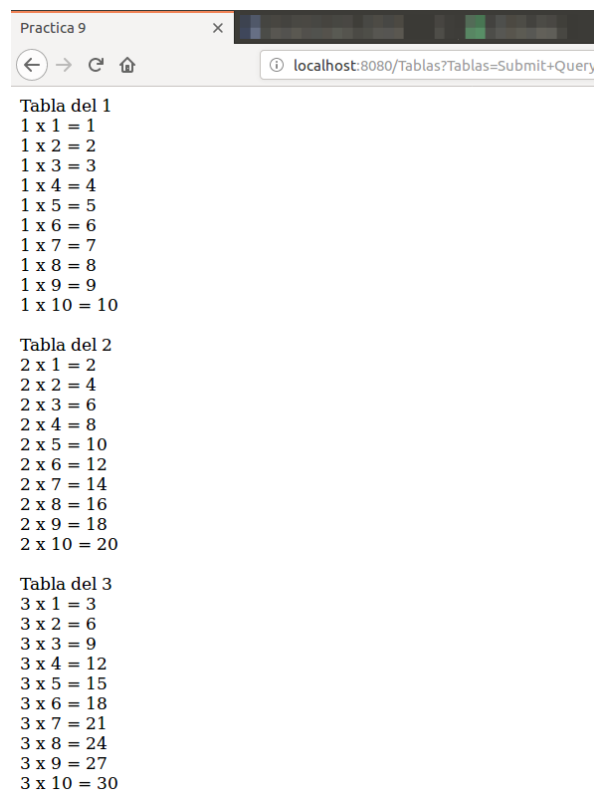 Practica 9
localhost:8080/Tablas?Tablas=Submit+Query
Tabla del 1
1 x 1 = 1
1 x 2 = 2
1 x 3 = 3
1 x 4 = 4
1 x 5 = 5
1 x 6 = 6
1 x 7 = 7
1 x 8 = 8
1 x 9 = 9
1 x 10 = 10
Tabla del 2
2 x 1 = 2
2 x 2 = 4
2 x 3 = 6
2 x 4 = 8
2 x 5 = 10
2 x 6 = 12
2 x 7 = 14
2 x 8 = 16
2 x 9 = 18
2 x 10 = 20
Tabla del 3
3 x 1 = 3
3 x 2 = 6
3 x 3 = 9
3 x 4 = 12
3 x 5 = 15
3 x 6 = 18
3 x 7 = 21
3 x 8 = 24
3 x 9 = 27
3 x 10 = 30